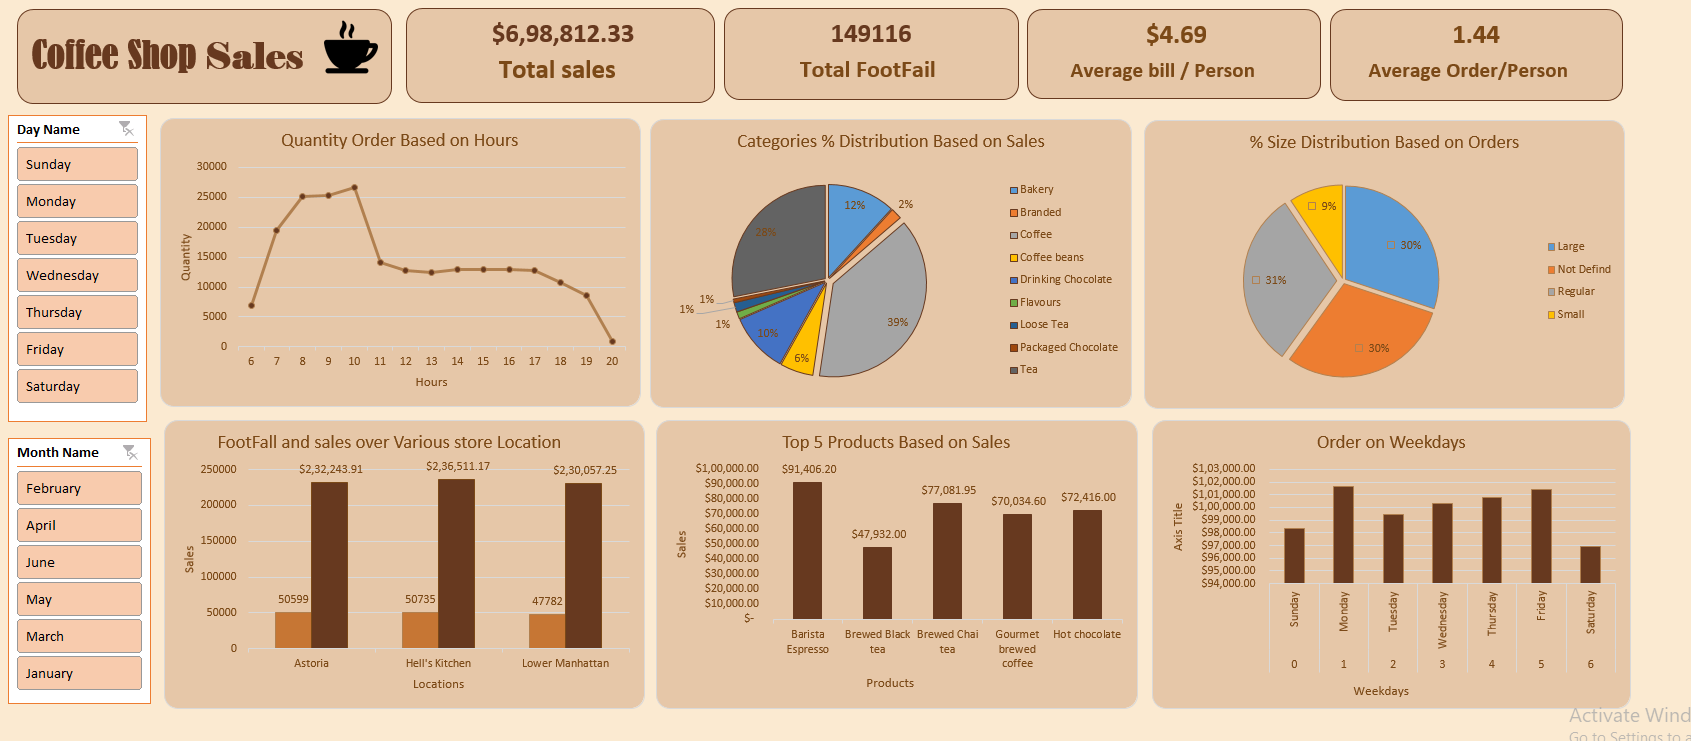 Coffee Shop Sales
$6,98,812.33
Total sales
149116
Total FootFail
$4.69
Average bill / Person
1.44
Average Order/Person
Day Name
Sunday
Monday
Tuesday
Wednesday
Thursday
Friday
Saturday
Month Name
February
April
June
May
March
January
Quantity Order Based on Hours
30000
25000
20000
15000
10000
5000
0
Quantity
6 7 8 9 10 11 12 13 14 15 16 17 18 19 20
Hours
Categories % Distribution Based on Sales
12%
2%
39%
6%
10%
1%
1%
1%
28%
Bakery
Branded
Coffee
Coffee beans
Drinking Chocolate
Flavours
Loose Tea
Packaged Chocolate
Tea
% Size Distribution Based on Orders
9%
30%
31%
30%
Large
Not Defind
Regular
Small
FootFall and sales over Various store Location
250000
200000
150000
100000
50000
0
Sales
$2,32,243.91
$2,36,511.17
$2,30,057.25
50599
50735
47782
Astoria
Hell's Kitchen
Lower Manhattan
Locations
Top 5 Products Based on Sales
$1,00,000.00
$90,000.00
$80,000.00
$70,000.00
$60,000.00
$50,000.00
$40,000.00
$30,000.00
$20,000.00
$10,000.00
$-
Sales
$91,406.20
$47,932.00
$77,081.95
$70,034.60
$72,416.00
Barista
Espresso
Brewed Black
tea
Brewed Chai
tea
Gourmet
brewed
coffee
Hot chocolate
Products
Order on Weekdays
$1,03,000.00
$1,02,000.00
$1,01,000.00
$1,00,000.00
$99,000.00
$98,000.00
$97,000.00
$96,000.00
$95,000.00
$94,000.00
Axis Title
Sunday
Monday
Tuesday
Wednesday
Thursday
Friday
Saturday
0 1 2 3 4 5 6
Weekdays
Activate Wind
Go to Settings to a